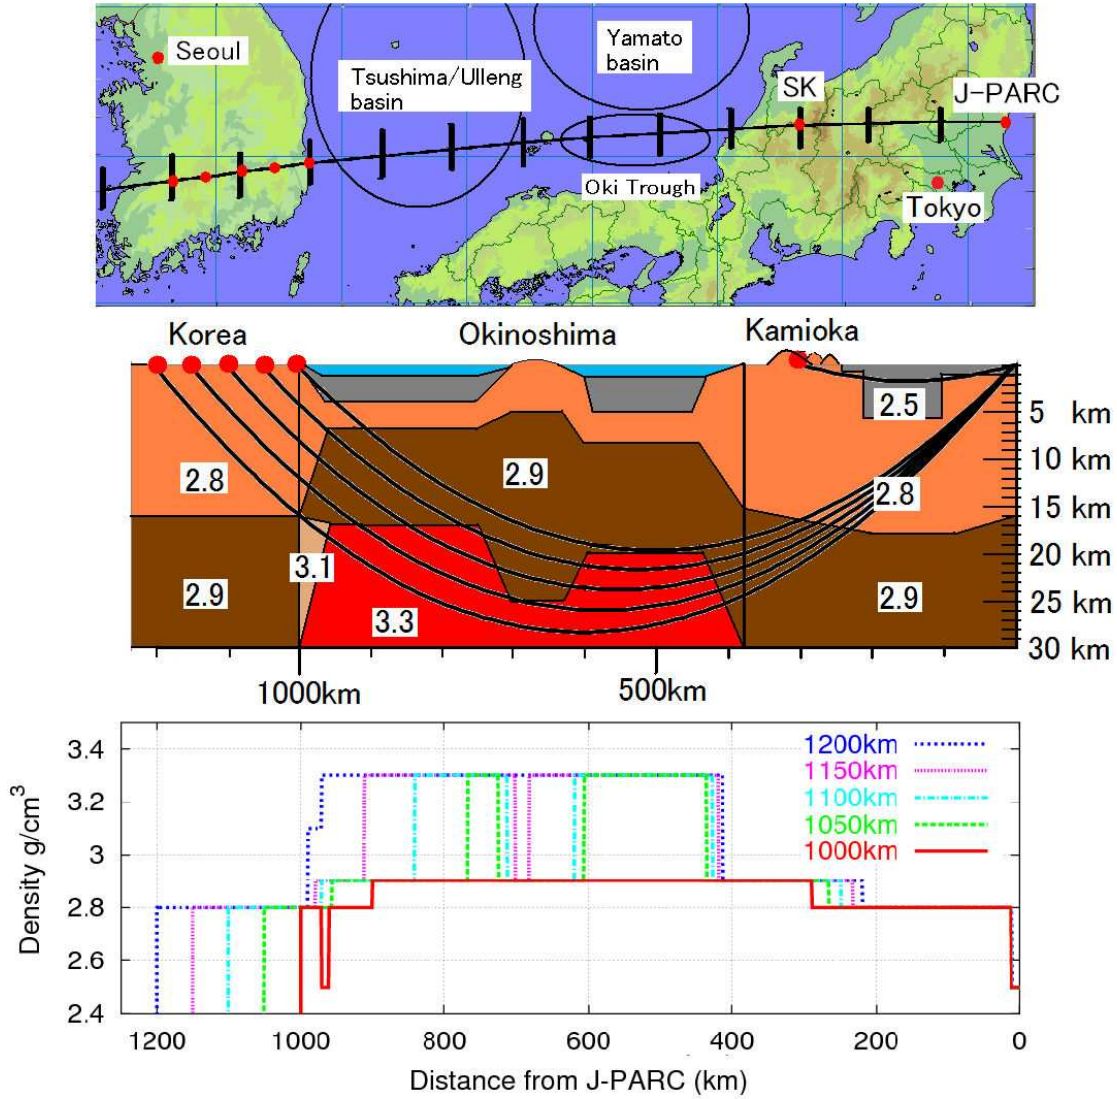 Seoul
Tsushima/Ulleng
basin
Yamato
basin
SK
J-PARC
Oki Trough
Tokyo
Korea
Okinoshima
Kamioka
2.5
5 km
2.8
2.9
2.8
10 km
15 km
20 km
3.1
2.9
3.3
2.9
25 km
30 km
1000km
500km
Density g/cm3
3.4
3.2
3
2.8
2.6
2.4
1200km
1150km
1100km
1050km
1000km
1200
1000
800
600
400
200
0
Distance from J-PARC (km)